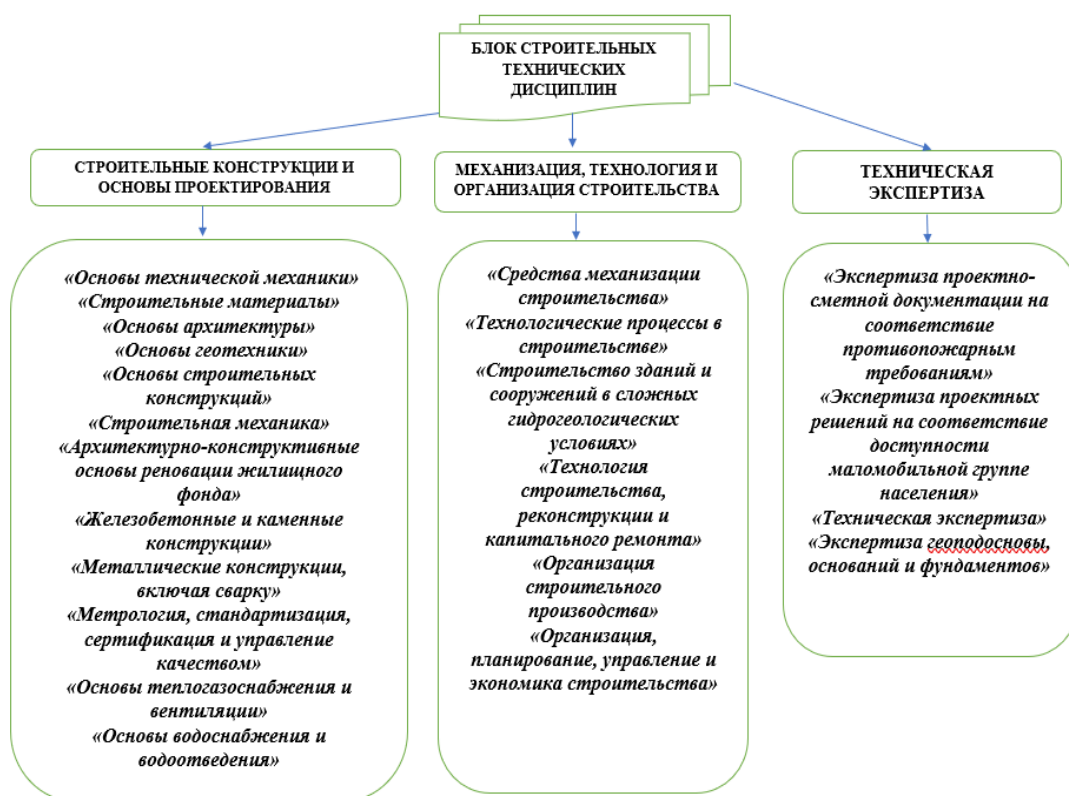 БЛОК СТРОИТЕЛЬНЫХ
ТЕХНИЧЕСКИХ
ДИСЦИПЛИН
СТРОИТЕЛЬНЫЕ КОНСТРУКЦИИ И
ОСНОВЫ ПРОЕКТИРОВАНИЯ
МЕХАНИЗАЦИЯ, ТЕХНОЛОГИЯ И
ОРГАНИЗАЦИЯ СТРОИТЕЛЬСТВА
ТЕХНИЧЕСКАЯ
ЭКСПЕРТИЗА
«Основы технической механики»
«Строительные материалы»
«Основы архитектуры»
«Основы геотехники»
«Основы строительных
конструкций»
«Строительная механика»
«Архитектурно-конструктивные
основы реновации жилищного
фонда»
«Железобетонные и каменные
конструкции»
«Металлические конструкции,
включая сварку»
«Метрология, стандартизация,
сертификация и управление
качеством»
«Основы теплогазоснабжения и
вентиляции»
«Основы водоснабжения и
водоотведения»
«Средства механизации
строительства»
«Технологические процессы в
строительстве»
«Строительство зданий и
сооружений в сложных
гидрогеологических
условиях»
«Технология
строительства,
реконструкции и
капитального ремонта»
«Организация
строительного
производства»
«Организация,
планирование, управление и
экономика строительства»
«Экспертиза проектно-
сметной документации на
соответствие
противопожарным
требованиям»
«Экспертиза проектных
решений на соответствие
доступности
маломобильной группе
населения»
«Техническая экспертиза»
«Экспертиза геоподосновы,
оснований и фундаментов»